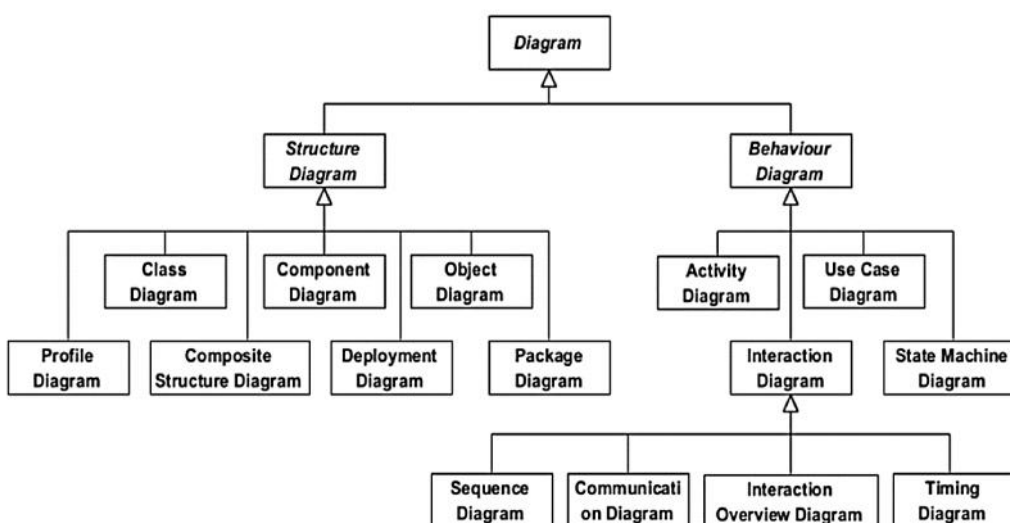 Diagram
Structure
Diagram
Behaviour
Diagram
Class
Diagram
Component
Diagram
Object
Diagram
Activity
Diagram
Use Case
Diagram
Profile
Diagram
Composite
Structure Diagram
Deployment
Diagram
Package
Diagram
Interaction
Diagram
State Machine
Diagram
Sequence
Diagram
Communicati
on Diagram
Interaction
Overview Diagram
Timing
Diagram